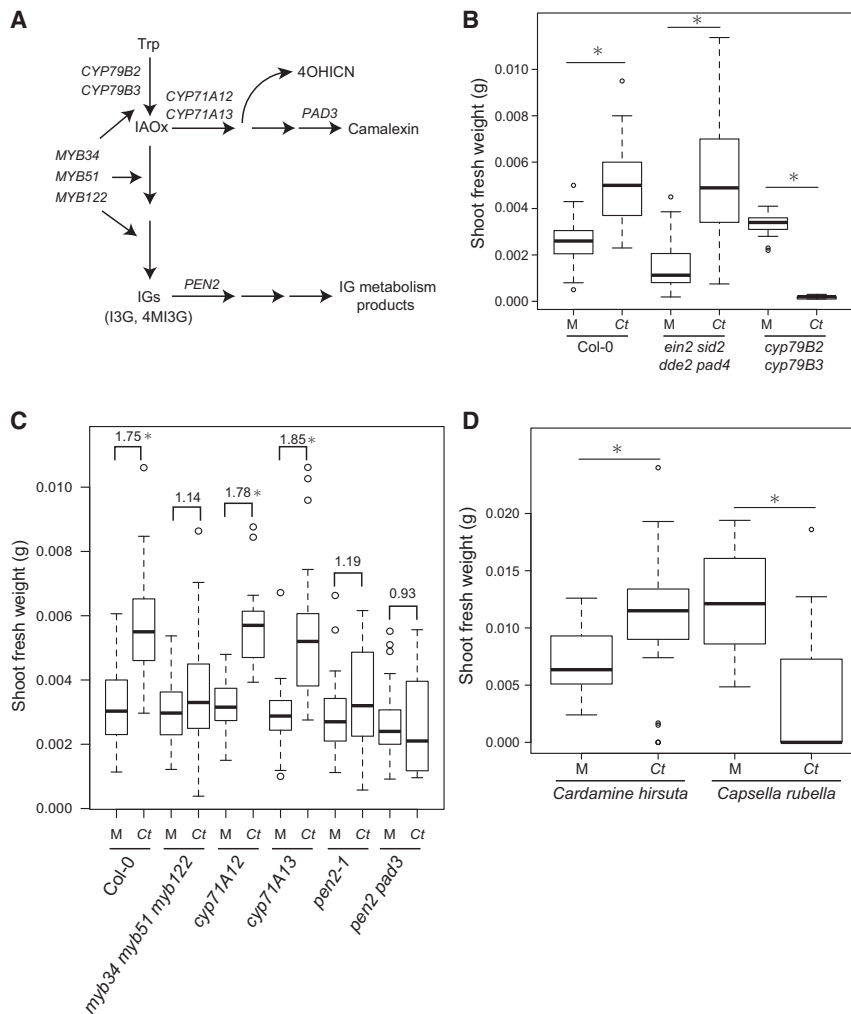 A
Trp
CYP79B2
CYP79B3
CYP71A12
CYP71A13
4OHICN
PAD3
IAOx
Camalexin
MYB34
MYB51
MYB122
PEN2
IGs
(I3G, 4MI3G)
IG metabolism
products
B
Shoot fresh weight (g)
0.010
0.008
0.006
0.004
0.002
0.000
*
*
*
M Ct M Ct M Ct
Col-0
ein2 sid2
dde2 pad4
cyp79B2
cyp79B3
C
Shoot fresh weight (g)
0.010
0.008
0.006
0.004
0.002
0.000
1.75 *
1.14
1.78 *
1.85 *
1.19
0.93
M Ct M Ct M Ct M Ct M Ct M Ct
Col-0
myb34 myb51 myb122
cyp71A12
cyp71A13
pen2-1
pen2 pad3
D
Shoot fresh weight (g)
0.020
0.015
0.010
0.005
0.000
*
*
M Ct M Ct
Cardamine hirsuta
Capsella rubella